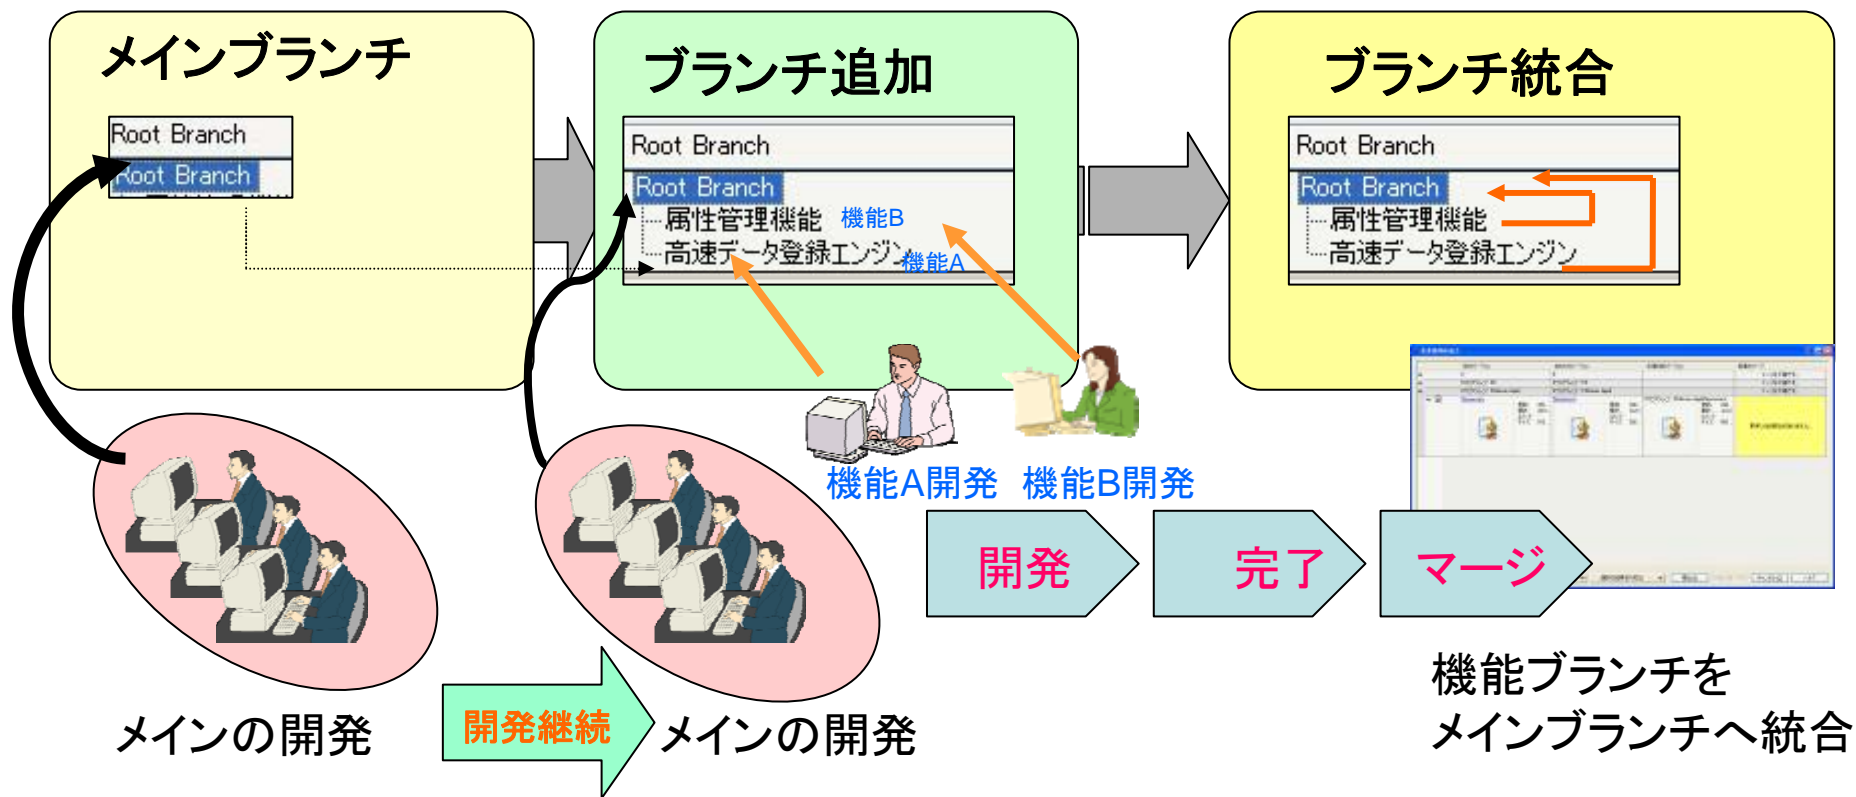 メインブランチ
Root Branch
Root Branch
ブランチ追加
Root Branch
Root Branch
属性管理機能
機能B
高速データ登録エンジン
機能A
ブランチ統合
Root Branch
Root Branch
属性管理機能
高速データ登録エンジン
機能A開発
機能B開発
開発
完了
マージ
メインの開発
開発継続
メインの開発
機能ブランチを
メインブランチへ統合